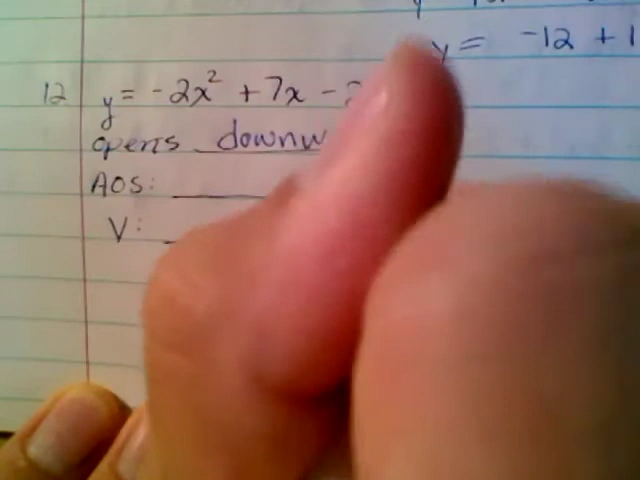 y = -12 + 1
12 y = -2x² + 7x -
opens downw
AOS:
V: